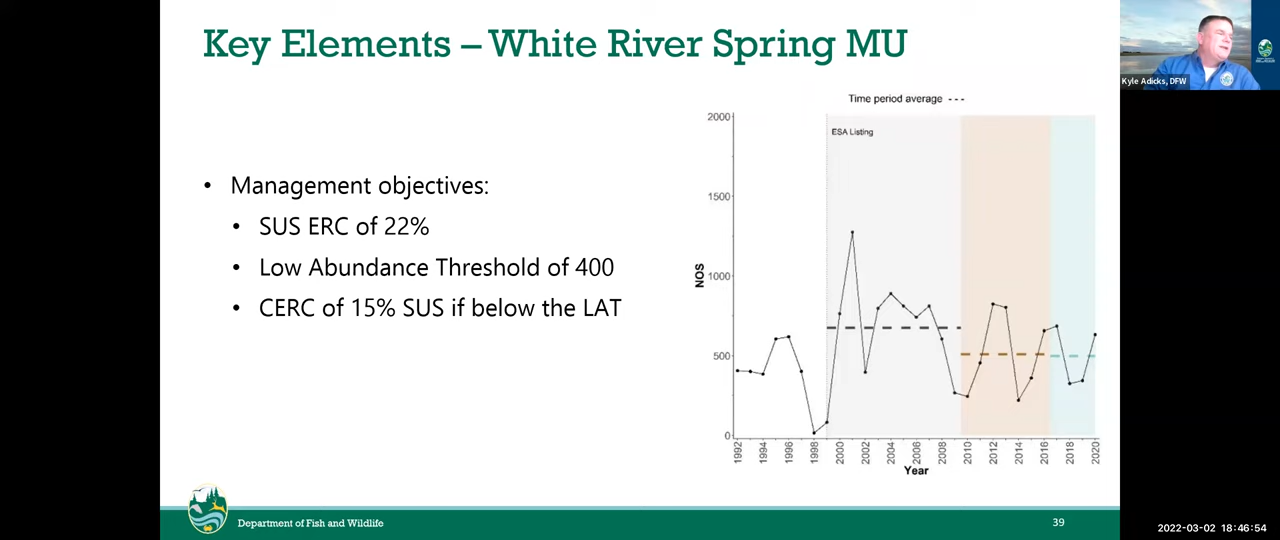 Key Elements – White River Spring MU
Kyle Adicks, DFW
• Management objectives:
• SUS ERC of 22%
• Low Abundance Threshold of 400
• CERC of 15% SUS if below the LAT
Time period average
ESA Listing
2000
1500
1000
500
0
NOS
1992
1994
1996
1998
2000
2002
2004
2006
2008
2010
2012
2014
2016
2018
2020
Year
Department of Fish and Wildlife
39
2022-03-02 18:46:54